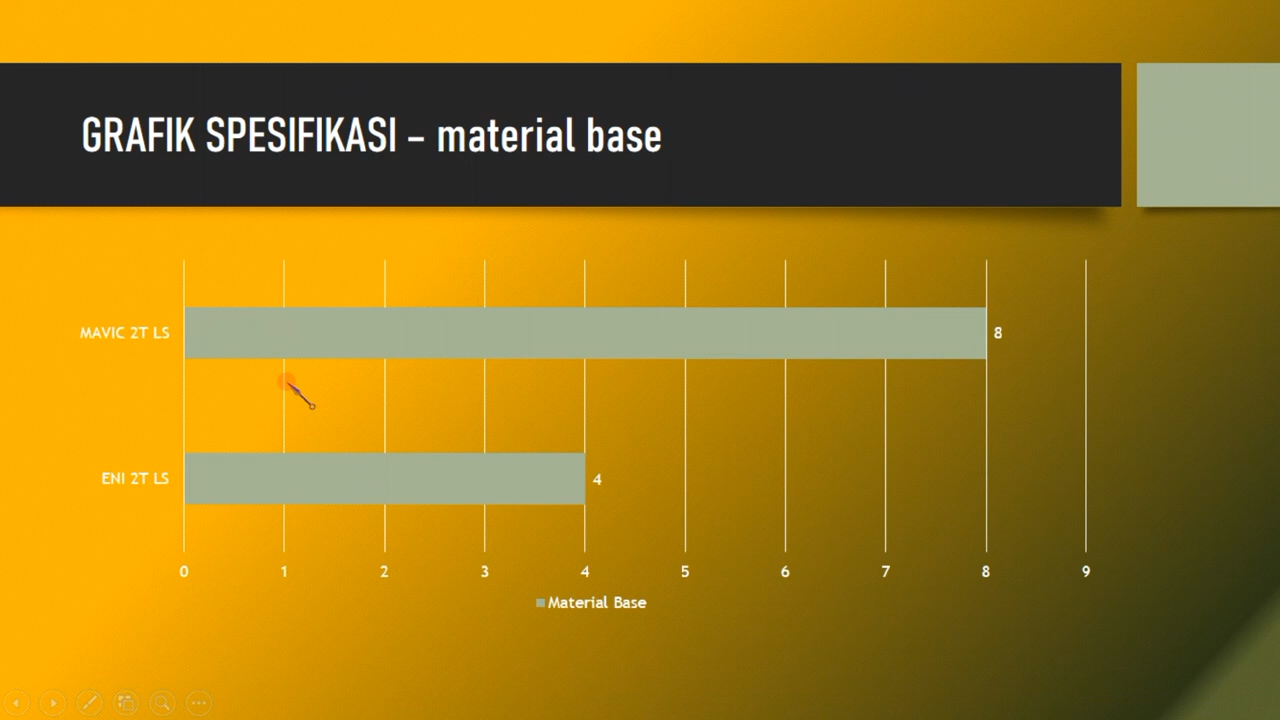 GRAFIK SPESIFIKASI – material base
MAVIC 2T LS
8
ENI 2T LS
4
0 1 2 3 4 5 6 7 8 9
Material Base